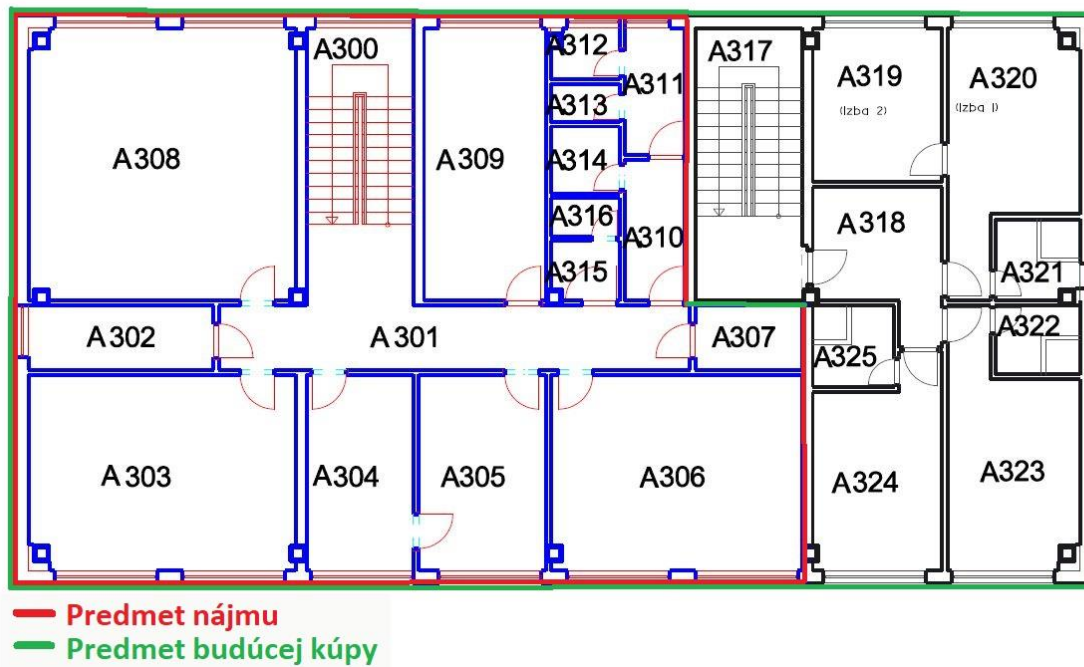 A300
A312
A317
A311
A319
A320
(Izba 2)
(Izba 1)
A313
A308
A309
A314
A316
A318
A310
A315
A321
A302
A301
A307
A322
A325
A303
A304
A305
A306
A324
A323
Predmet nájmu
Predmet budúcej kúpy